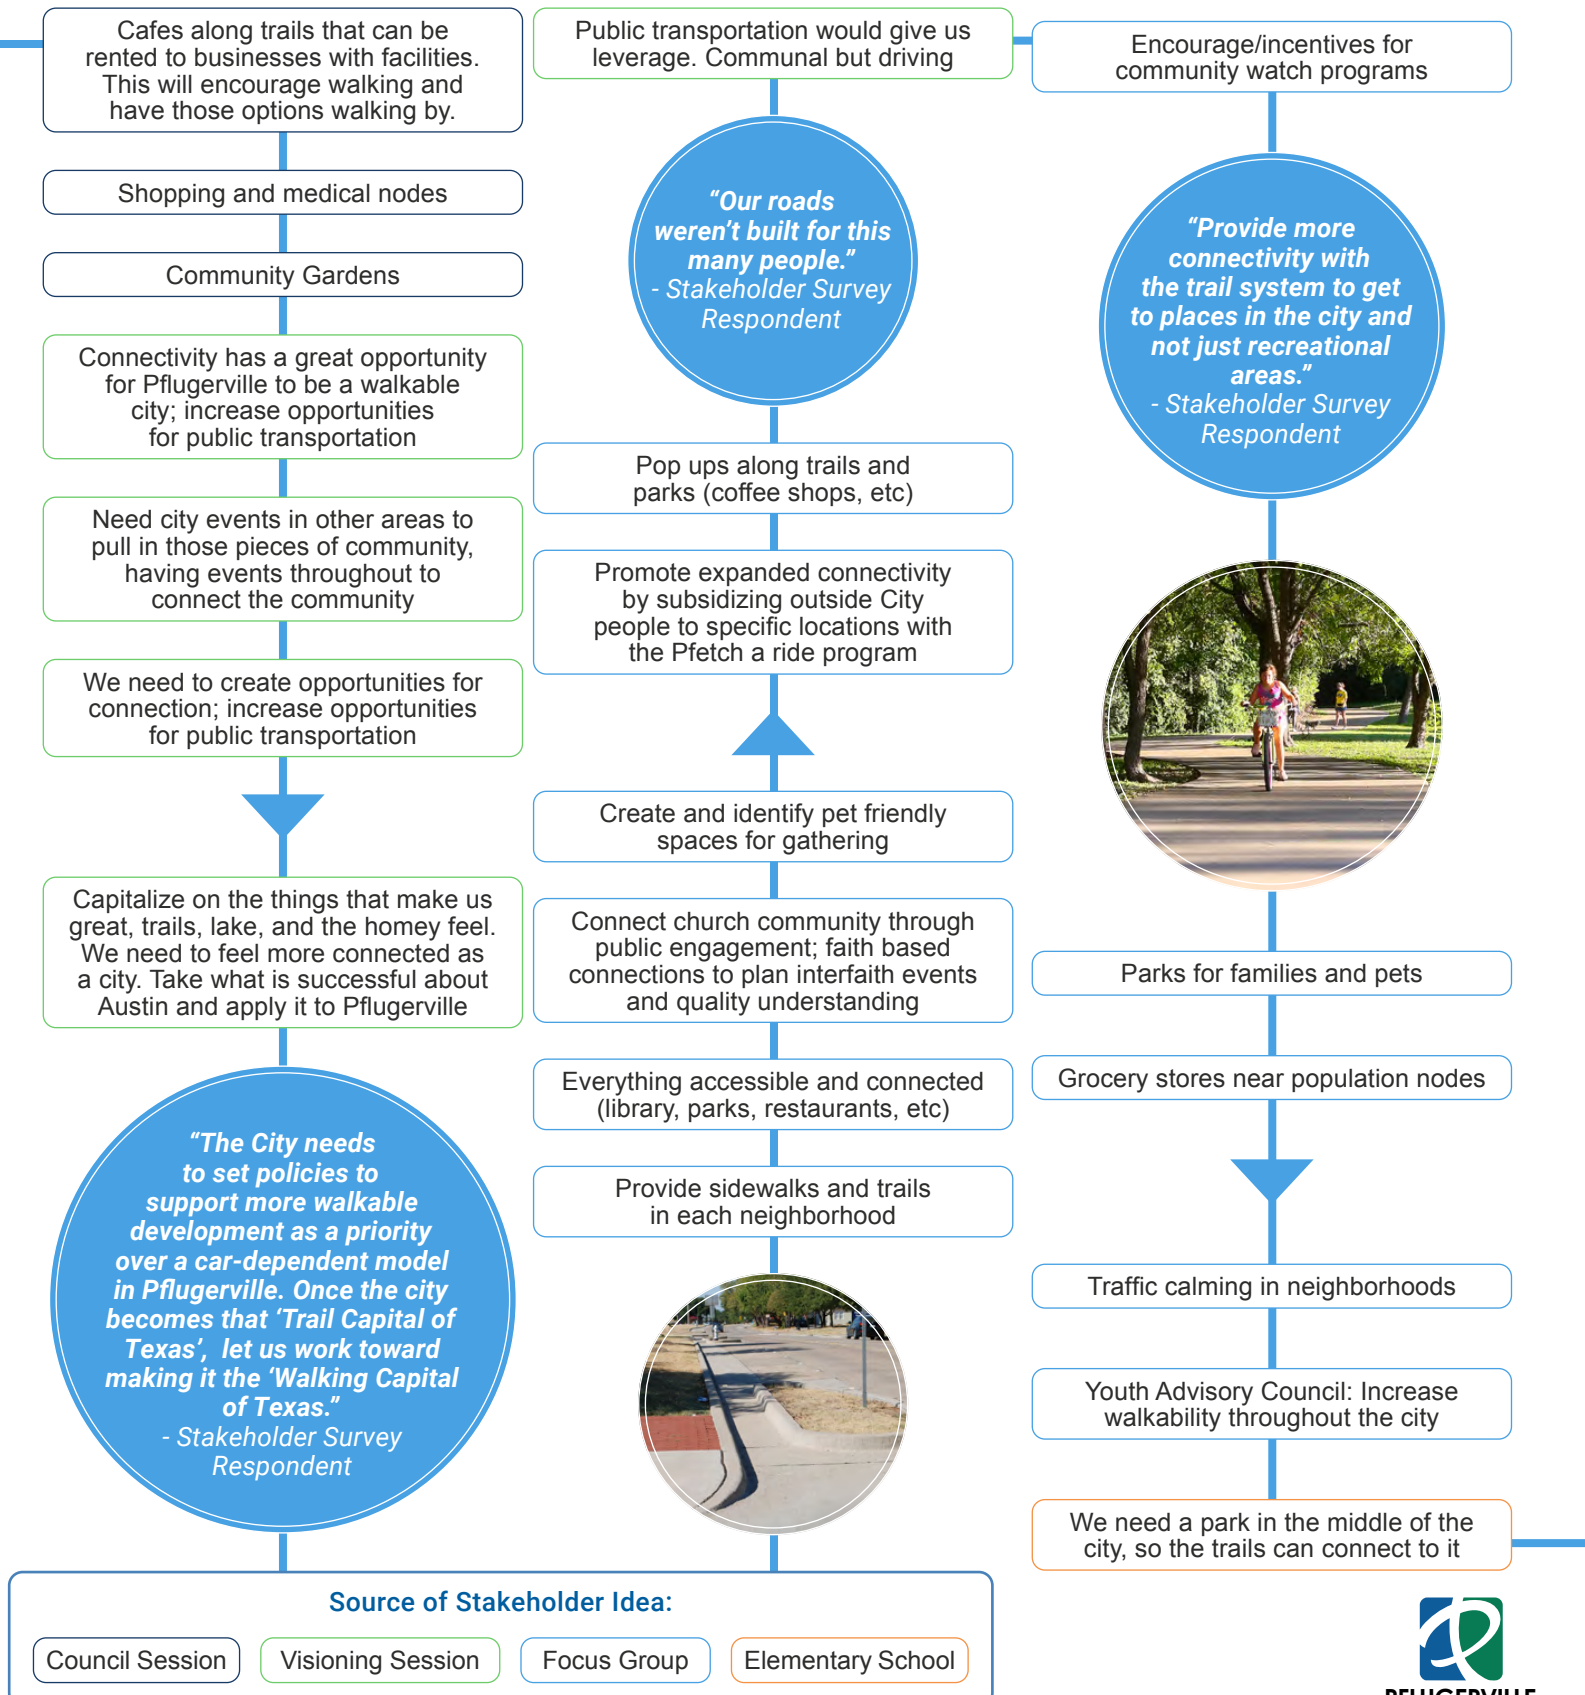 Cafes along trails that can be
rented to businesses with facilities.
This will encourage walking and
have those options walking by.
Shopping and medical nodes
Community Gardens
Connectivity has a great opportunity
for Pflugerville to be a walkable
city; increase opportunities
for public transportation
Need city events in other areas to
pull in those pieces of community,
having events throughout to
connect the community
We need to create opportunities for
connection; increase opportunities
for public transportation
Capitalize on the things that make us
great, trails, lake, and the homey feel.
We need to feel more connected as
a city. Take what is successful about
Austin and apply it to Pflugerville
“The City needs
to set policies to
support more walkable
development as a priority
over a car-dependent model
in Pflugerville. Once the city
becomes that ‘Trail Capital of
Texas’, let us work toward
making it the ‘Walking Capital
of Texas.”
- Stakeholder Survey
Respondent
Public transportation would give us
leverage. Communal but driving
“Our roads
weren’t built for this
many people.”
- Stakeholder Survey
Respondent
Pop ups along trails and
parks (coffee shops, etc)
Promote expanded connectivity
by subsidizing outside City
people to specific locations with
the Pfetch a ride program
Create and identify pet friendly
spaces for gathering
Connect church community through
public engagement; faith based
connections to plan interfaith events
and quality understanding
Everything accessible and connected
(library, parks, restaurants, etc)
Provide sidewalks and trails
in each neighborhood
Encourage/incentives for
community watch programs
“Provide more
connectivity with
the trail system to get
to places in the city and
not just recreational
areas.”
- Stakeholder Survey
Respondent
Parks for families and pets
Grocery stores near population nodes
Traffic calming in neighborhoods
Youth Advisory Council: Increase
walkability throughout the city
We need a park in the middle of the
city, so the trails can connect to it
Source of Stakeholder Idea:
Council Session
Visioning Session
Focus Group
Elementary School
PFLUGERVILLE